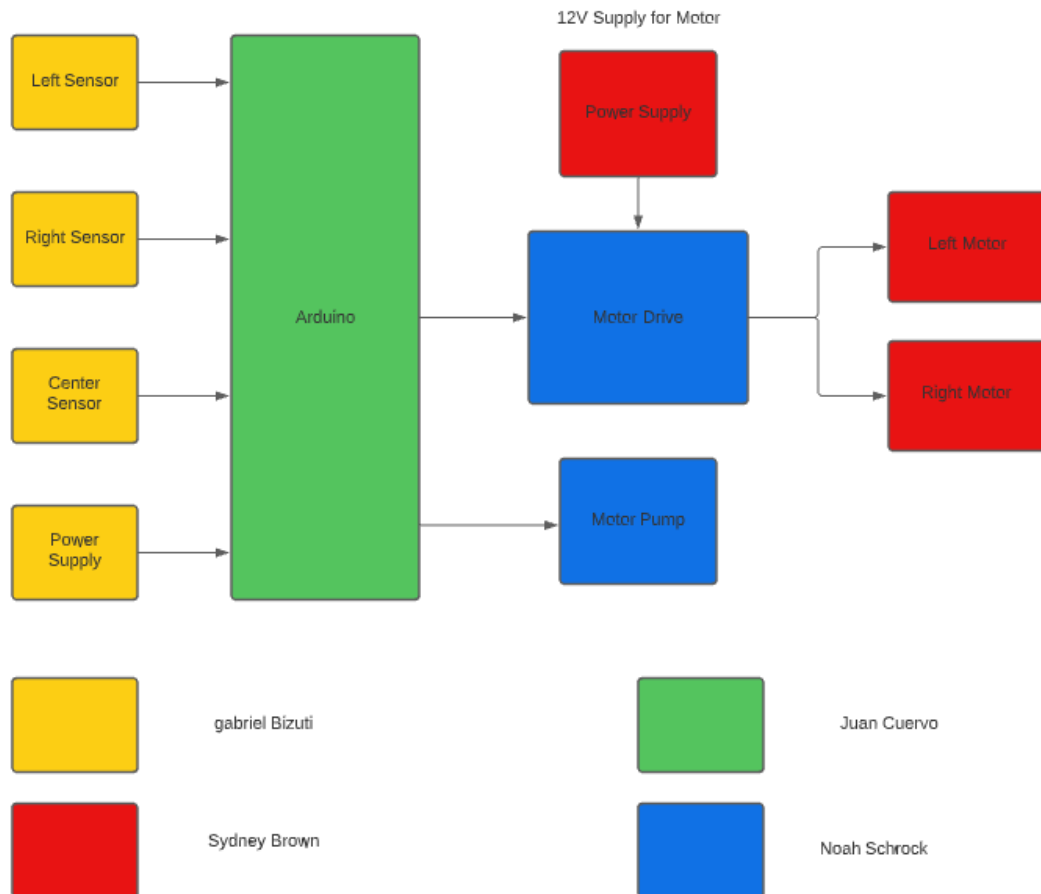 12V Supply for Motor
Left Sensor
Power Supply
Right Sensor
Left Motor
Arduino
Motor Drive
Center
Sensor
Right Motor
Motor Pump
Power
Supply
gabriel Bizuti
Juan Cuervo
Sydney Brown
Noah Schrock